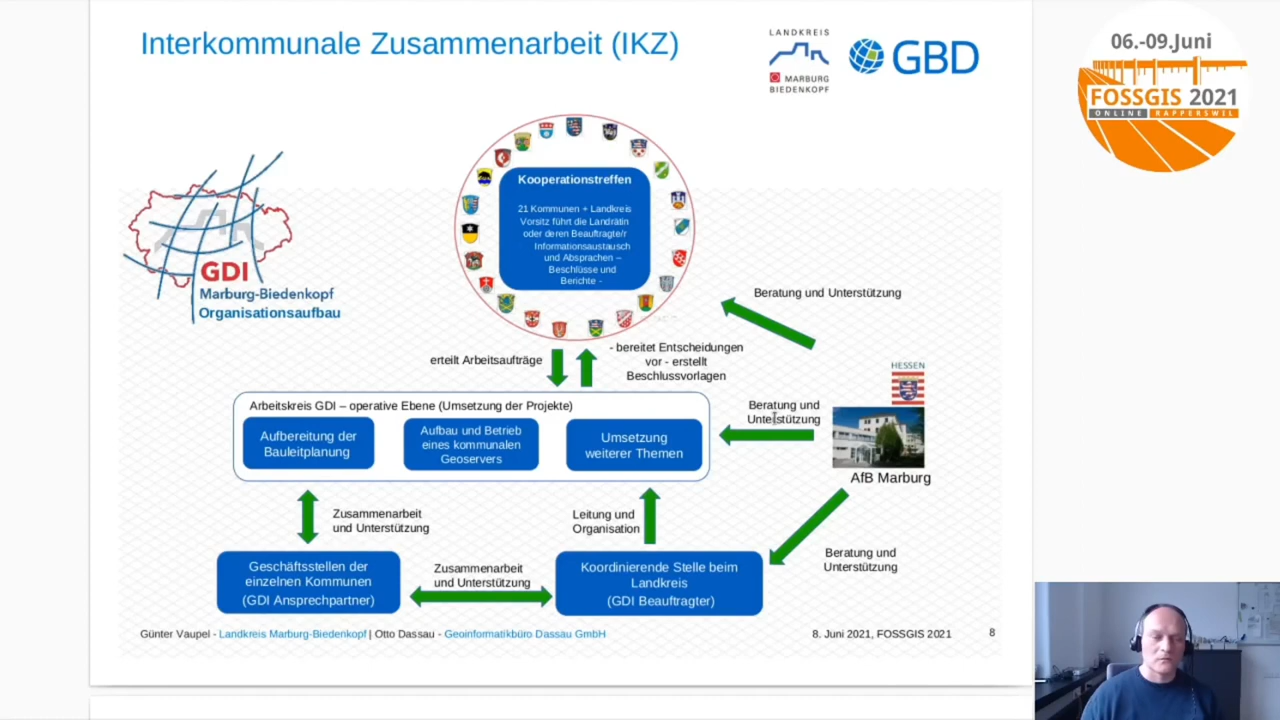 Interkommunale Zusammenarbeit (IKZ)
LANDKREIS
MARBURG
BIEDENKOPF
GBD
06.-09.Juni
FOSSGIS 2021
ONLINE RAPPERSWIL
Kooperationstreffen
21 Kommunen + Landkreis
Vorsitz führt die Landrätin
oder deren Beauftragte/r
Informationsaustausch
und Absprachen –
Beschlüsse und
Berichte -
GDI
Marburg-Biedenkopf
Organisationsaufbau
Beratung und Unterstützung
erteilt Arbeitsaufträge
- bereitet Entscheidungen
vor - erstellt
Beschlussvorlagen
HESSEN
Arbeitskreis GDI – operative Ebene (Umsetzung der Projekte)
Aufbereitung der
Bauleitplanung
Aufbau und Betrieb
eines kommunalen
Geoservers
Umsetzung
weiterer Themen
Beratung und
Unterstützung
AfB Marburg
Zusammenarbeit
und Unterstützung
Leitung und
Organisation
Beratung und
Unterstützung
Geschäftsstellen der
einzelnen Kommunen
(GDI Ansprechpartner)
Zusammenarbeit
und Unterstützung
Koordinierende Stelle beim
Landkreis
(GDI Beauftragter)
Günter Vaupel - Landkreis Marburg-Biedenkopf | Otto Dassau - Geoinformatikbüro Dassau GmbH
8. Juni 2021, FOSSGIS 2021
8